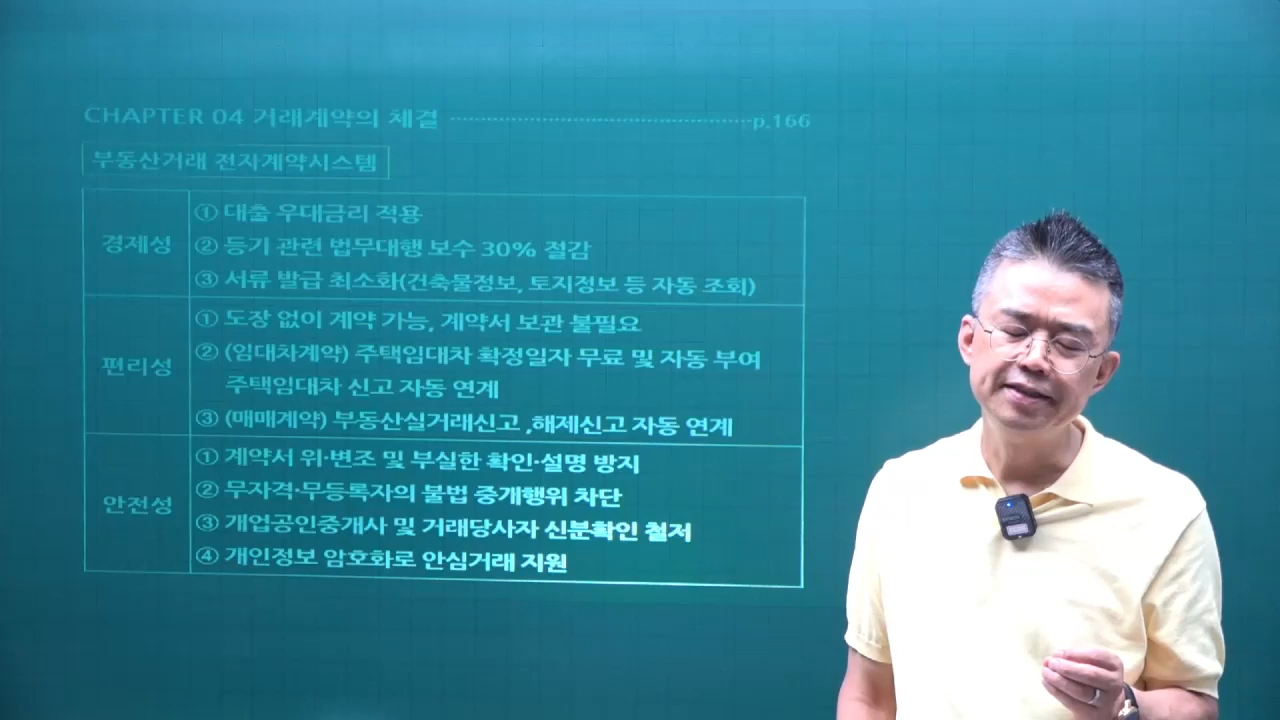 CHAPTER 04 거래계약의 체결 ···························· p.166
부동산거래 전자계약시스템
경제성
① 대출 우대금리 적용
② 등기 관련 법무대행 보수 30% 절감
③ 서류 발급 최소화(건축물정보, 토지정보 등 자동 조회)
편리성
① 도장 없이 계약 가능, 계약서 보관 불필요
② (임대차계약) 주택임대차 확정일자 무료 및 자동 부여
주택임대차 신고 자동 연계
③ (매매계약) 부동산실거래신고 ,해제신고 자동 연계
안전성
① 계약서 위·변조 및 부실한 확인·설명 방지
② 무자격·무등록자의 불법 중개행위 차단
③ 개업공인중개사 및 거래당사자 신분확인 철저
④ 개인정보 암호화로 안심거래 지원